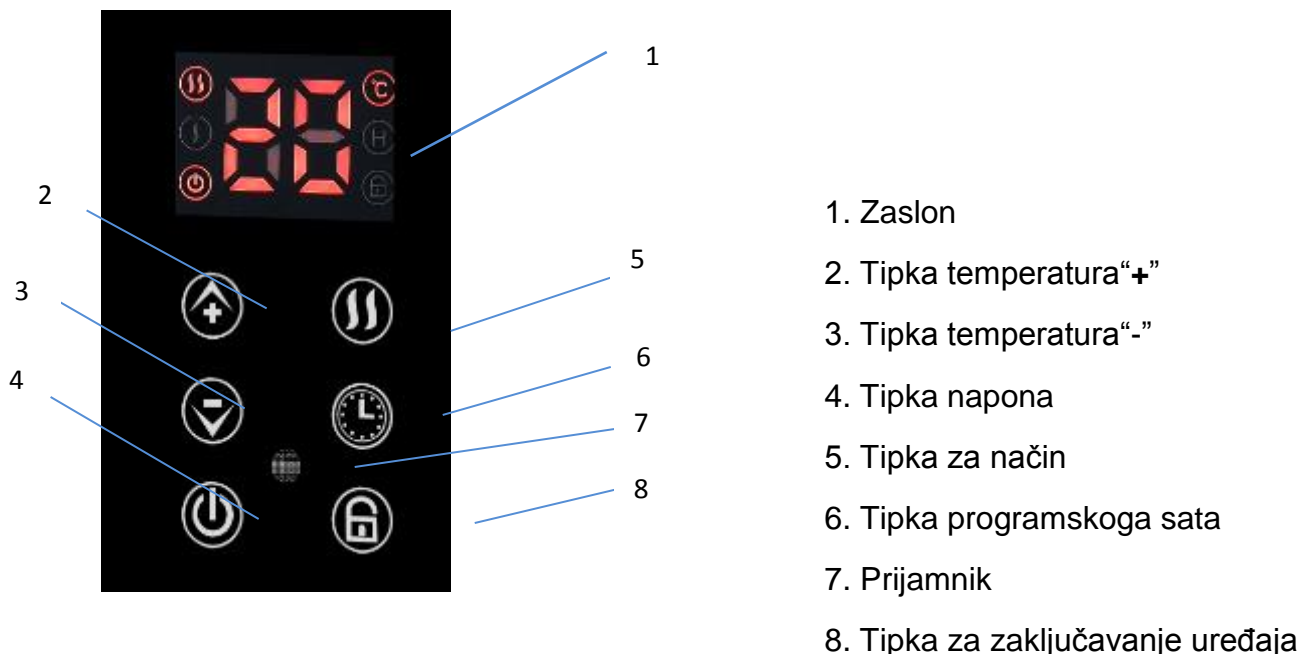 20
°C
H
1
2
3
4
5
6
7
8
1. Zaslon
2. Tipka temperatura“+”
3. Tipka temperatura“-”
4. Tipka napona
5. Tipka za način
6. Tipka programskoga sata
7. Prijamnik
8. Tipka za zaključavanje uređaja